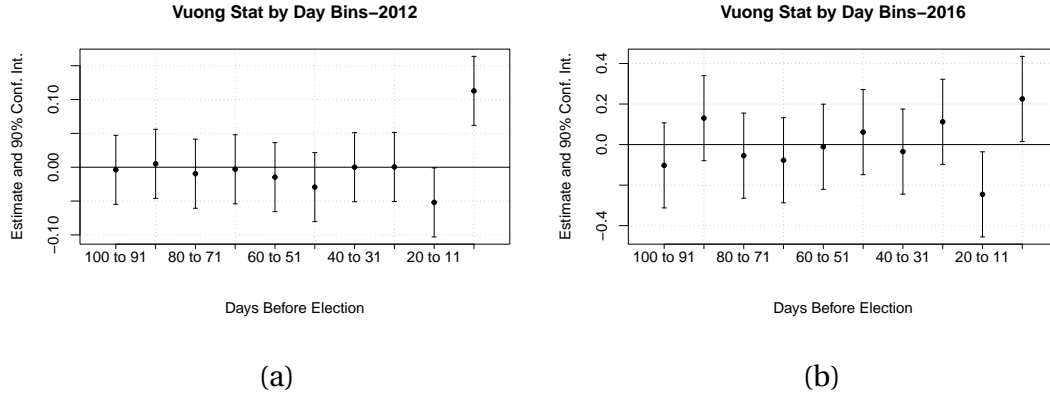 Vuong Stat by Day Bins−2012
Estimate and 90% Conf. Int.
0.10
0.00
−0.10
100 to 91 80 to 71 60 to 51 40 to 31 20 to 11
Days Before Election
(a)
Vuong Stat by Day Bins−2016
Estimate and 90% Conf. Int.
0.4
0.2
0.0
−0.4
100 to 91 80 to 71 60 to 51 40 to 31 20 to 11
Days Before Election
(b)